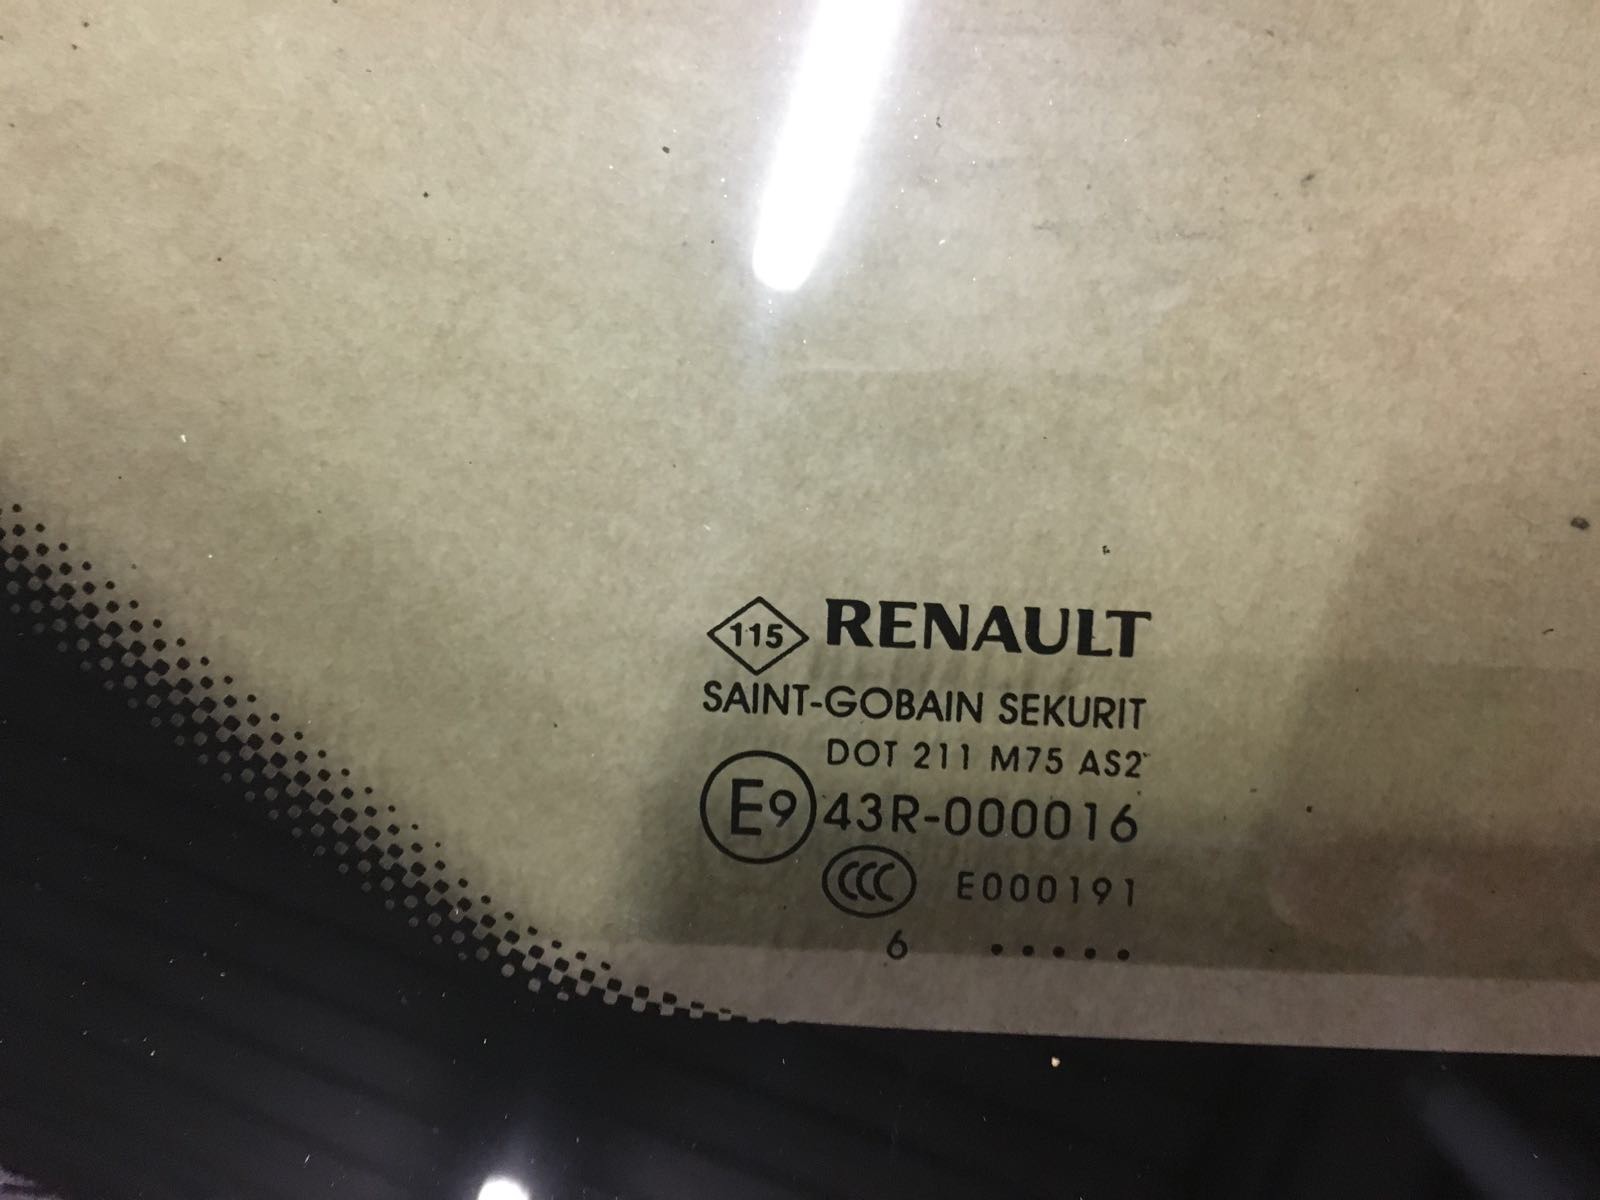 115 RENAULT
SAINT-GOBAIN SEKURIT
DOT 211 M75 AS2
E9 43R-000016
CCC E000191
6 • • • • •